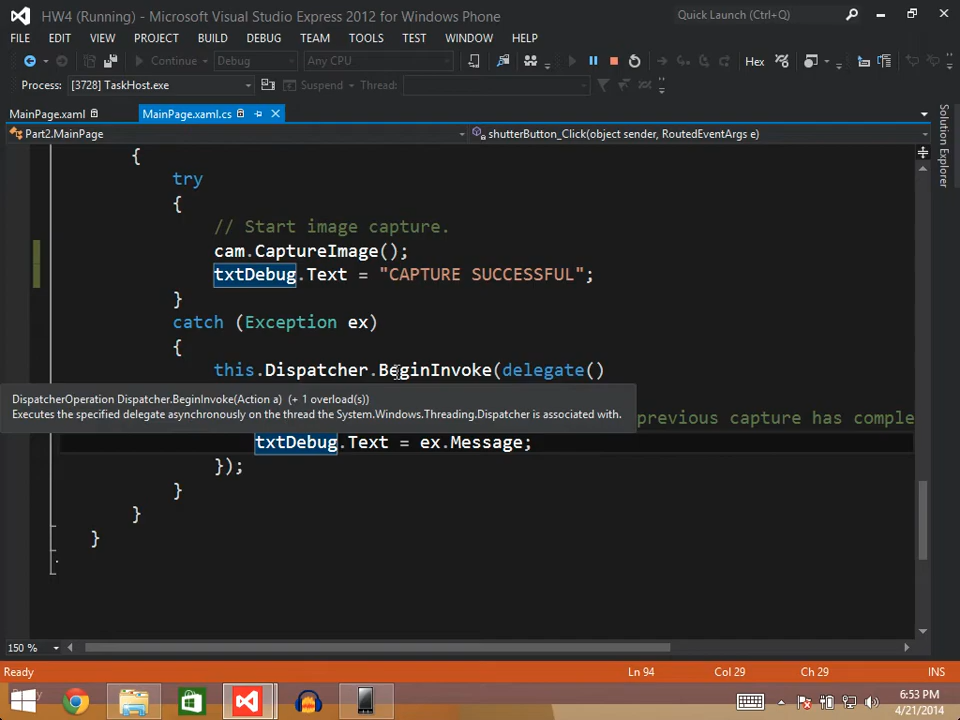 HW4 (Running) - Microsoft Visual Studio Express 2012 for Windows Phone
Quick Launch (Ctrl+Q)
FILE EDIT VIEW PROJECT BUILD DEBUG TEAM TOOLS TEST WINDOW HELP
Continue Debug Any CPU Hex
Process: [3728] TaskHost.exe Suspend Thread:
MainPage.xaml MainPage.xaml.cs
Part2.MainPage shutterButton_Click(object sender, RoutedEventArgs e)
Solution Explorer
{
try
{
// Start image capture.
cam.CaptureImage();
txtDebug.Text = "CAPTURE SUCCESSFUL";
}
catch (Exception ex)
{
this.Dispatcher.BeginInvoke(delegate()
DispatcherOperation Dispatcher.BeginInvoke(Action a) (+ 1 overload(s))
Executes the specified delegate asynchronously on the thread the System.Windows.Threading.Dispatcher is associated with.
previous capture has comple
txtDebug.Text = ex.Message;
});
}
}
}
150 %
Ready Ln 94 Col 29 Ch 29 INS
6:53 PM
4/21/2014